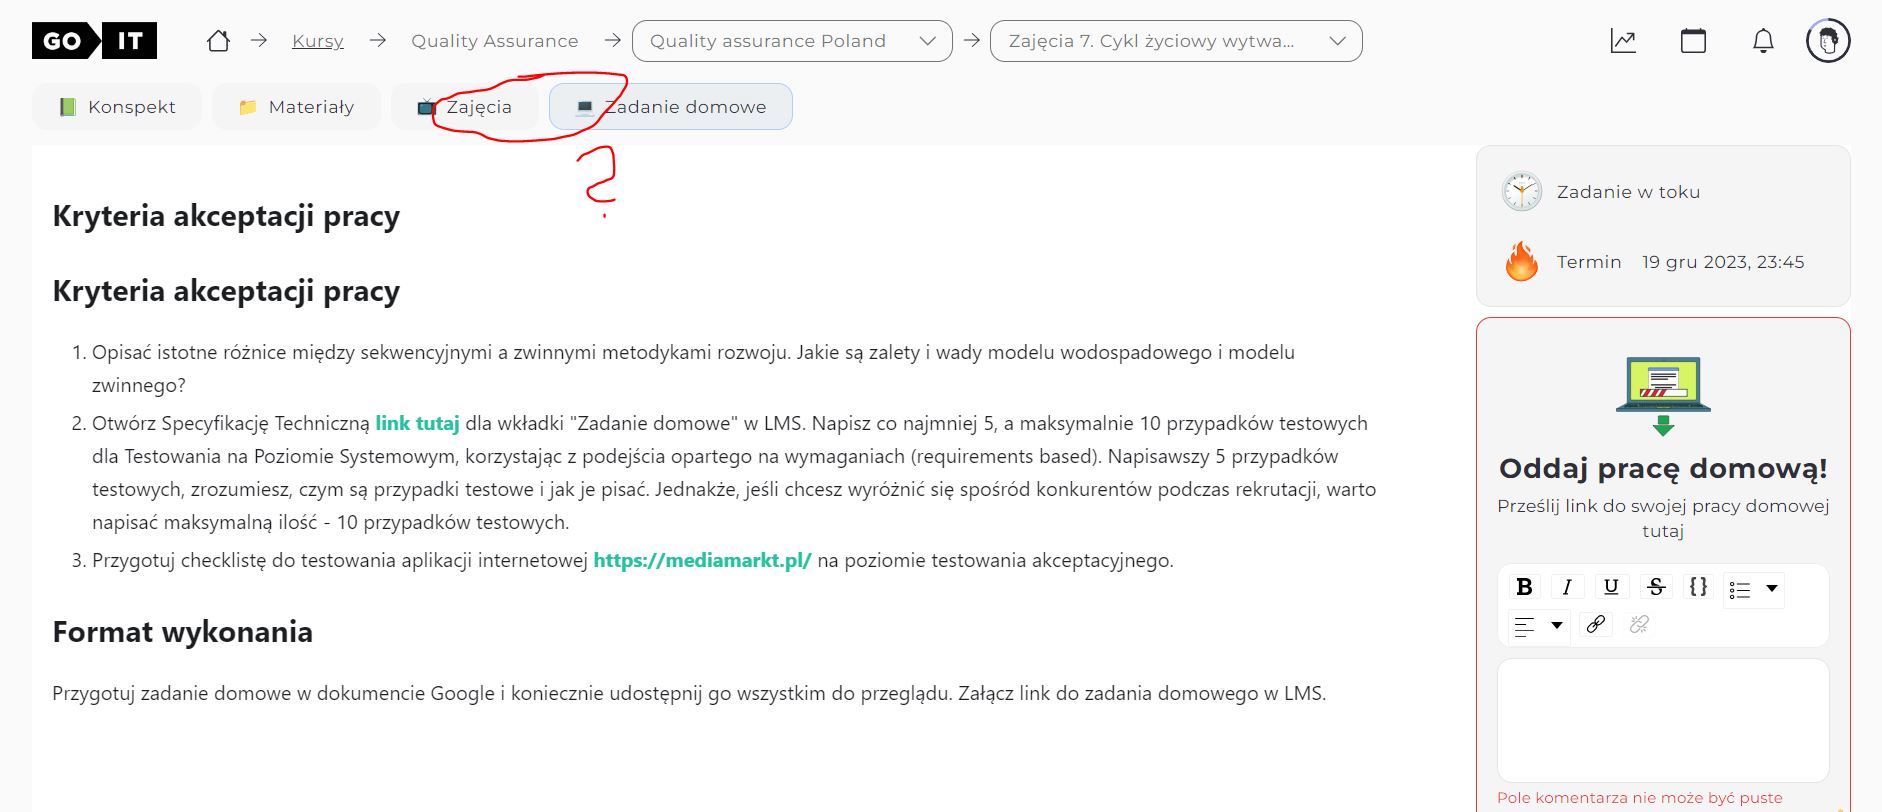 GO IT
Kursy
Quality Assurance
Quality assurance Poland
Zajęcia 7. Cykl życiowy wytwa...
Konspekt
Materiały
Zajęcia
Zadanie domowe
?
Kryteria akceptacji pracy
Kryteria akceptacji pracy
1. Opisać istotne różnice między sekwencyjnymi a zwinnymi metodykami rozwoju. Jakie są zalety i wady modelu wodospadowego i modelu
zwinnego?
2. Otwórz Specyfikację Techniczną link tutaj dla wkładki "Zadanie domowe" w LMS. Napisz co najmniej 5, a maksymalnie 10 przypadków testowych
dla Testowania na Poziomie Systemowym, korzystając z podejścia opartego na wymaganiach (requirements based). Napisawszy 5 przypadków
testowych, zrozumiesz, czym są przypadki testowe i jak je pisać. Jednakże, jeśli chcesz wyróżnić się spośród konkurentów podczas rekrutacji, warto
napisać maksymalną ilość - 10 przypadków testowych.
3. Przygotuj checklistę do testowania aplikacji internetowej https://mediamarkt.pl/ na poziomie testowania akceptacyjnego.
Format wykonania
Przygotuj zadanie domowe w dokumencie Google i koniecznie udostępnij go wszystkim do przeglądu. Załącz link do zadania domowego w LMS.
Zadanie w toku
Termin 19 gru 2023, 23:45
Oddaj pracę domową!
Prześlij link do swojej pracy domowej
tutaj
B I U S {}
Pole komentarza nie może być puste